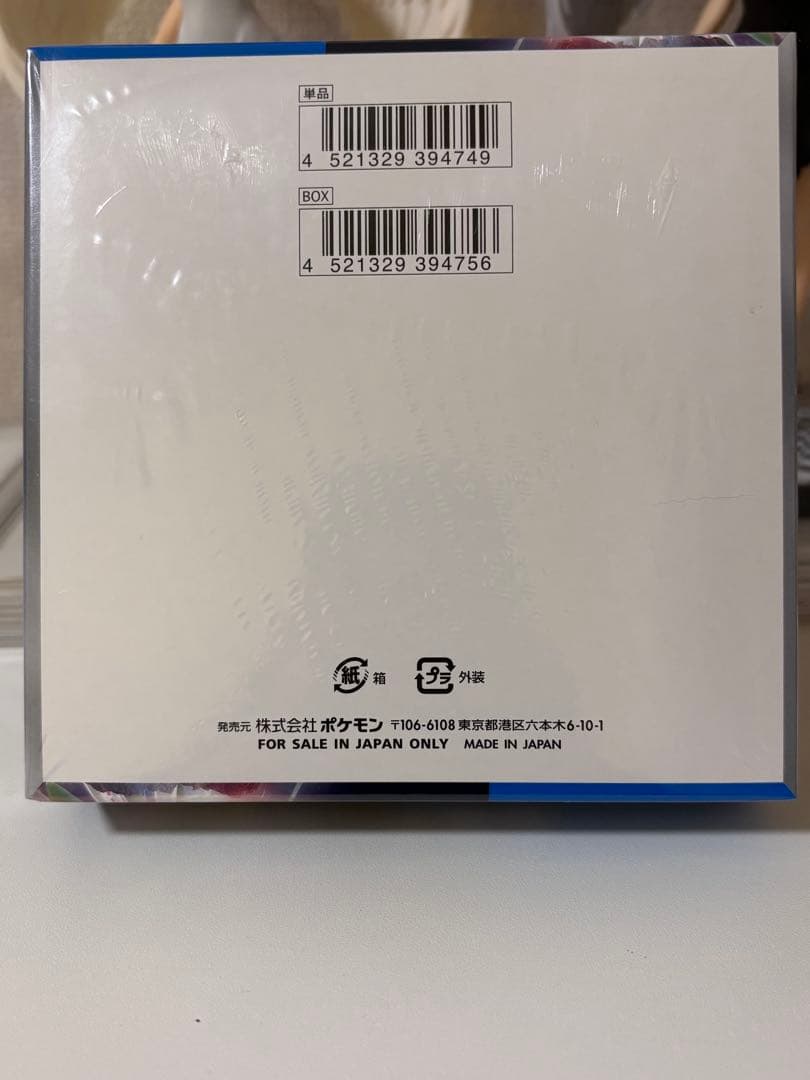 単品
4 521329 394749
BOX
4 521329 394756
紙 箱 プラ 外装
発売元 株式会社ポケモン 〒106-6108 東京都港区六本木6-10-1
FOR SALE IN JAPAN ONLY MADE IN JAPAN